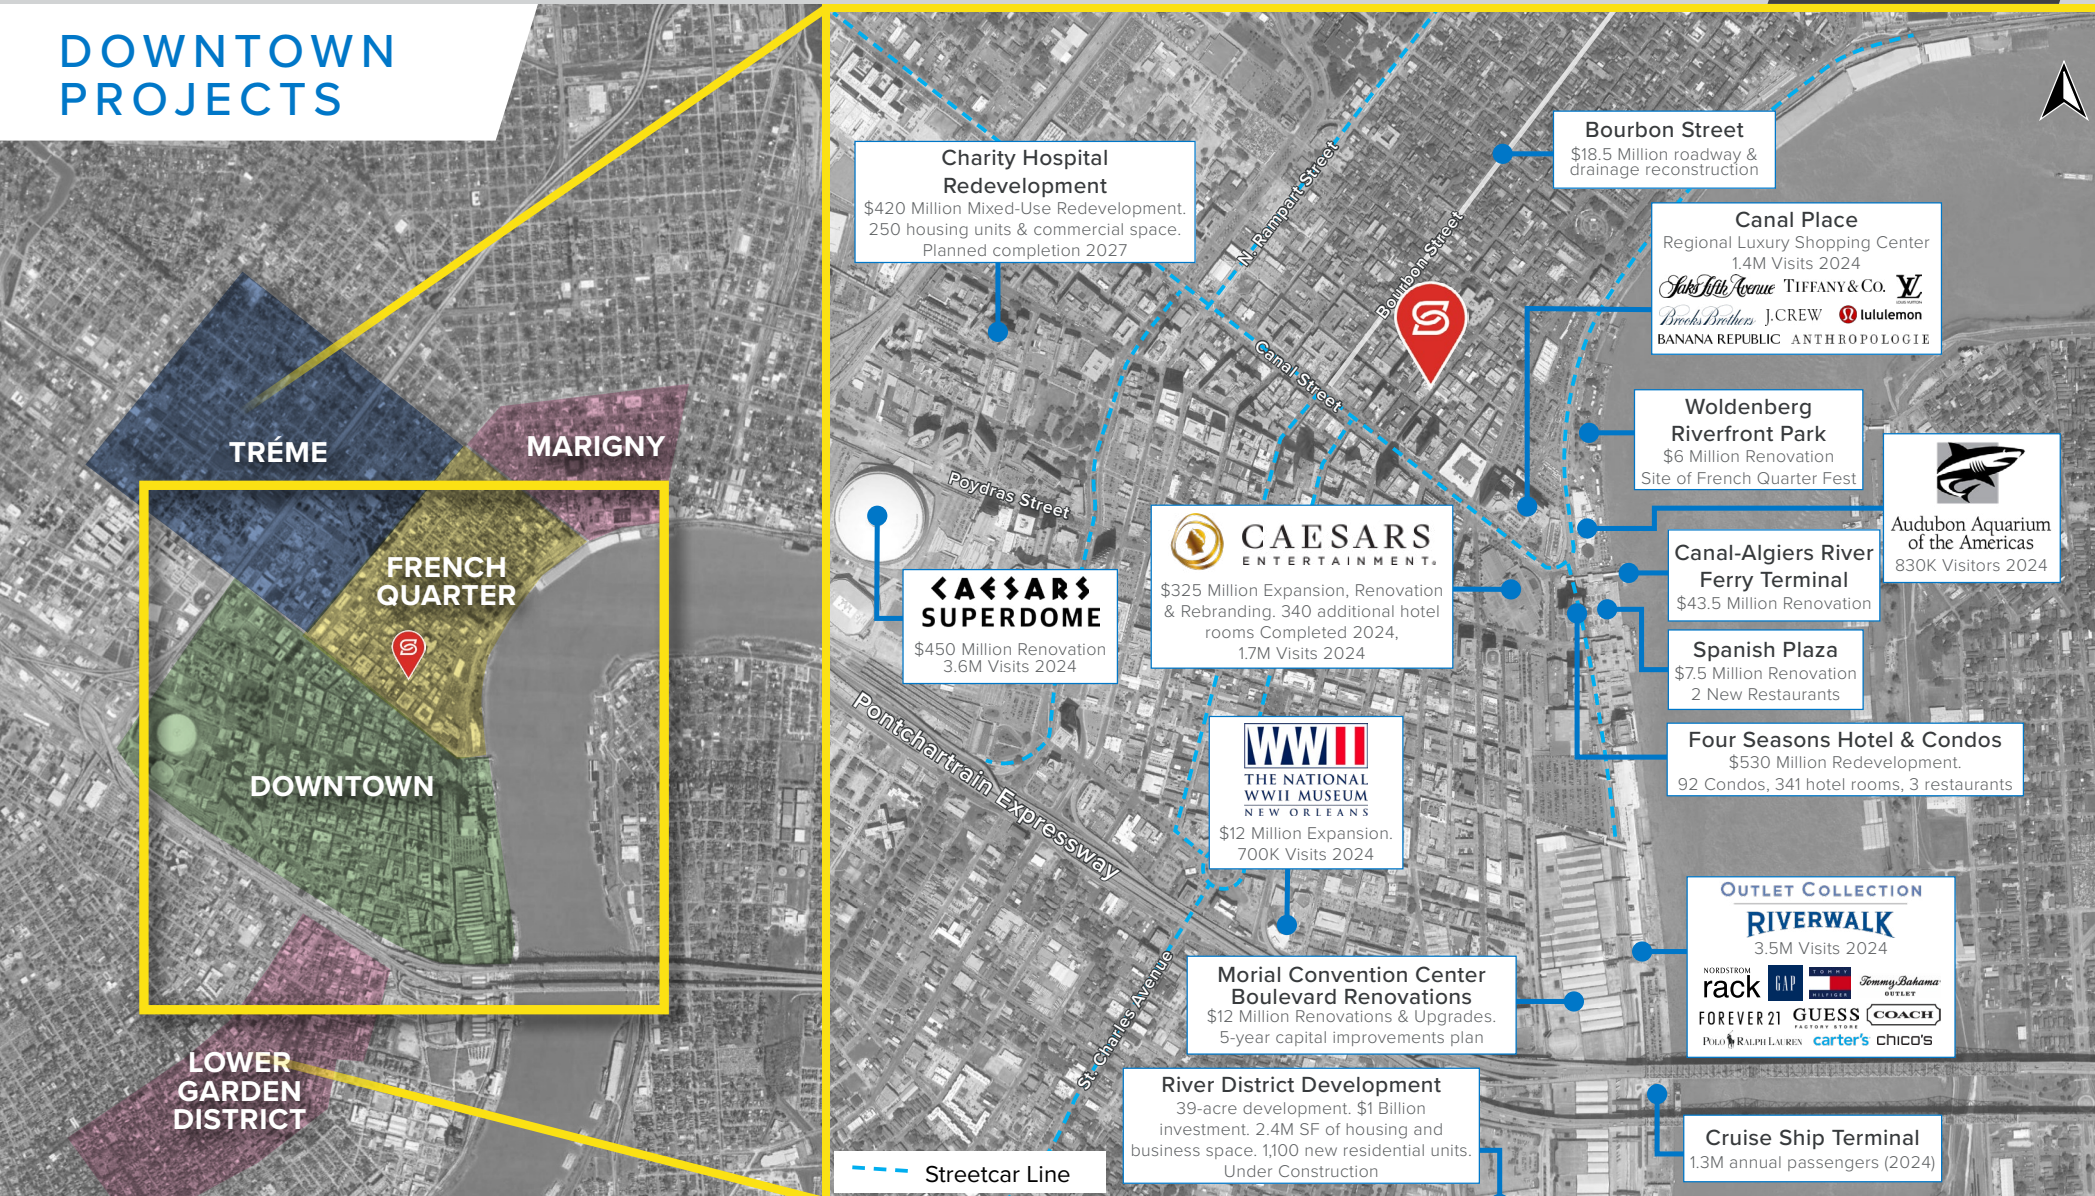 DOWNTOWN
PROJECTS
TRÉME
MARIGNY
FRENCH
QUARTER
DOWNTOWN
LOWER
GARDEN
DISTRICT
Charity Hospital
Redevelopment
$420 Million Mixed-Use Redevelopment.
250 housing units & commercial space.
Planned completion 2027
N. Rampart Street
Bourbon Street
Canal Street
Poydras Street
Pontchartrain Expressway
St. Charles Avenue
Bourbon Street
$18.5 Million roadway &
drainage reconstruction
Canal Place
Regional Luxury Shopping Center
1.4M Visits 2024
Saks Fifth Avenue TIFFANY & CO. LV
LOUIS VUITTON
Brooks Brothers J.CREW lululemon
BANANA REPUBLIC ANTHROPOLOGIE
Woldenberg
Riverfront Park
$6 Million Renovation
Site of French Quarter Fest
Audubon Aquarium
of the Americas
830K Visitors 2024
Canal-Algiers River
Ferry Terminal
$43.5 Million Renovation
Spanish Plaza
$7.5 Million Renovation
2 New Restaurants
Four Seasons Hotel & Condos
$530 Million Redevelopment.
92 Condos, 341 hotel rooms, 3 restaurants
CAESARS
ENTERTAINMENT®
$325 Million Expansion, Renovation
& Rebranding. 340 additional hotel
rooms Completed 2024,
1.7M Visits 2024
CAESARS
SUPERDOME
$450 Million Renovation
3.6M Visits 2024
WWII
THE NATIONAL
WWII MUSEUM
NEW ORLEANS
$12 Million Expansion.
700K Visits 2024
OUTLET COLLECTION
RIVERWALK
3.5M Visits 2024
NORDSTROM
rack GAP TOMMY HILFIGER Tommy Bahama
OUTLET
FOREVER 21 GUESS COACH
FACTORY STORE
POLO RALPH LAUREN carter's chico's
Morial Convention Center
Boulevard Renovations
$12 Million Renovations & Upgrades.
5-year capital improvements plan
River District Development
39-acre development. $1 Billion
investment. 2.4M SF of housing and
business space. 1,100 new residential units.
Under Construction
Cruise Ship Terminal
1.3M annual passengers (2024)
Streetcar Line